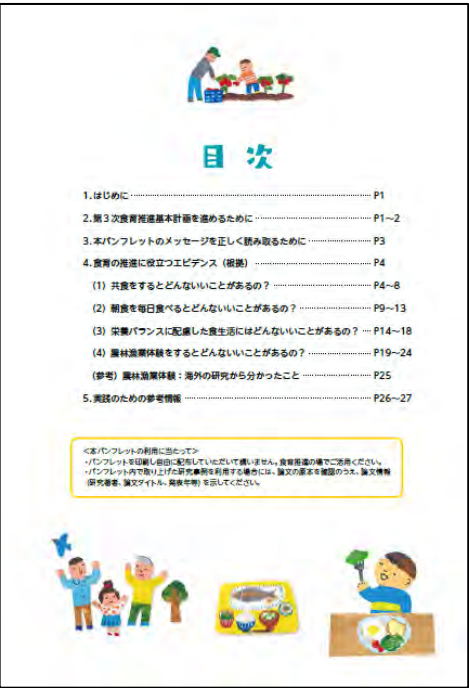 目次
1.はじめに ………… P1
2.第3次食育推進基本計画を進めるために ………… P1~2
3.本パンフレットのメッセージを正しく読み取るために ………… P3
4.食育の推進に役立つエビデンス(根拠) ………… P4
(1)共食をするとどんないいことがあるの? ………… P4~8
(2)朝食を毎日食べるとどんないいことがあるの? ………… P9~13
(3)栄養バランスに配慮した食生活にはどんないいことがあるの? … P14~18
(4)農林漁業体験をするとどんないいことがあるの? ………… P19~24
(参考)農林漁業体験:海外の研究から分かったこと ………… P25
5.実践のための参考情報 ………… P26~27
<本パンフレットの利用に当たって>
・パンフレットを印刷し自由に配布していただいて構いません。食育推進の場でご活用ください。
・パンフレット内で取り上げた研究事例を利用する場合には、論文の原本を確認のうえ、論文情報
(研究著者、論文タイトル、発表年等)を示してください。